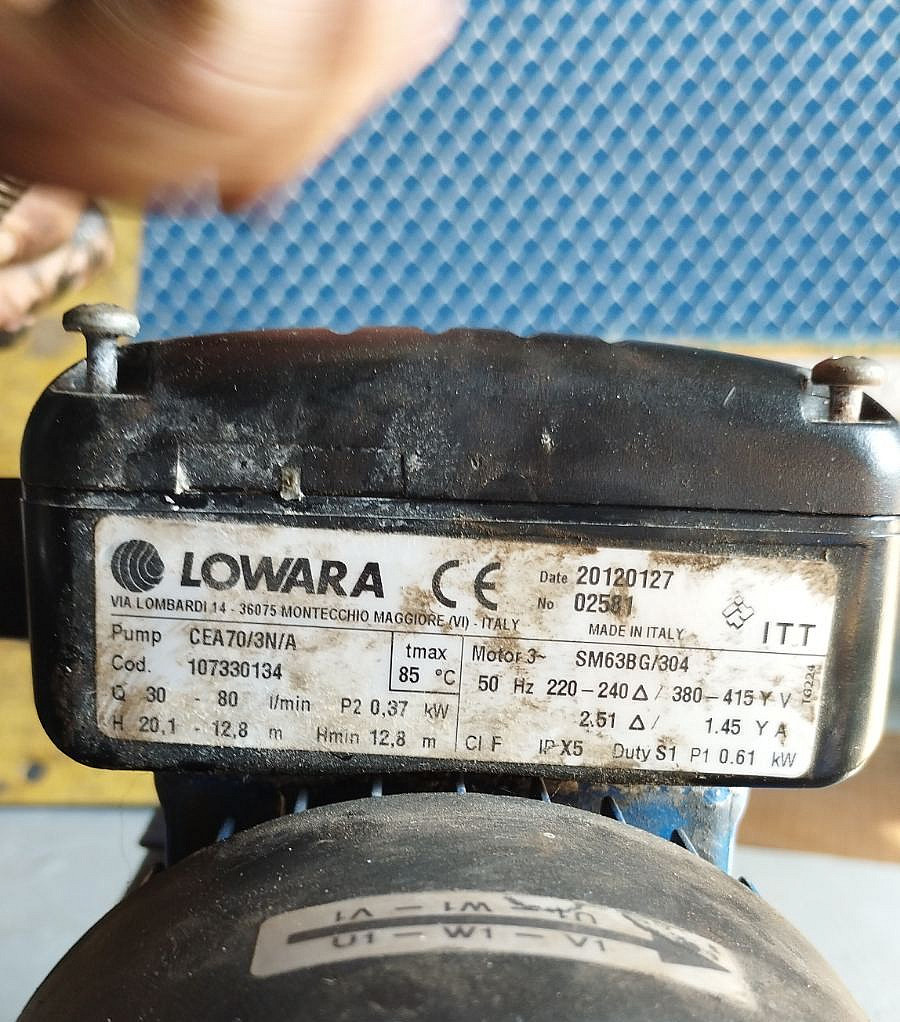 LOWARA CE
VIA LOMBARDI 14 - 36075 MONTECCHIO MAGGIORE (VI) - ITALY
Date 20120127
No 02581
MADE IN ITALY
ITT
Pump CEA70/3N/A
Cod. 107330134
Q 30 - 80 l/min P2 0,37 kW
H 20,1 - 12,8 m Hmin 12,8 m
tmax
85 °C
Motor 3~ SM63BG/304
50 Hz 220-240 Δ / 380-415 Y V
2.51 Δ / 1.45 Y A
Cl F IP X5 Duty S1 P1 0.61 kW
U1 - W1 - V1